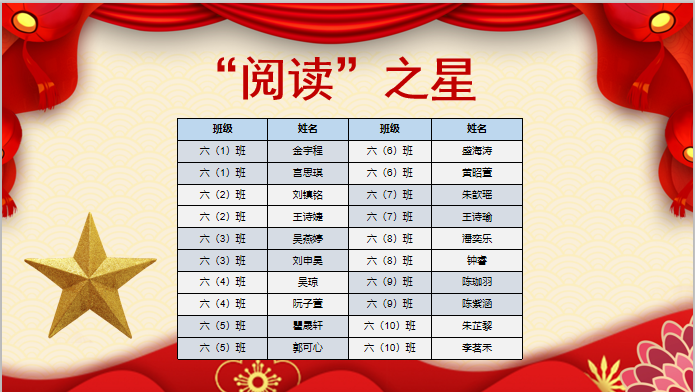 “阅读”之星
班级 姓名 班级 姓名
六（1）班 金宇程 六（6）班 盛海涛
六（1）班 宫思琪 六（6）班 黄昭萱
六（2）班 刘镇铭 六（7）班 朱歆瑶
六（2）班 王诗婕 六（7）班 王诗瑜
六（3）班 吴燕婷 六（8）班 潘奕乐
六（3）班 刘申昊 六（8）班 钟睿
六（4）班 吴琼 六（9）班 陈珈羽
六（4）班 阮子萱 六（9）班 陈紫涵
六（5）班 瞿晟轩 六（10）班 朱芷黎
六（5）班 郭可心 六（10）班 李茗禾